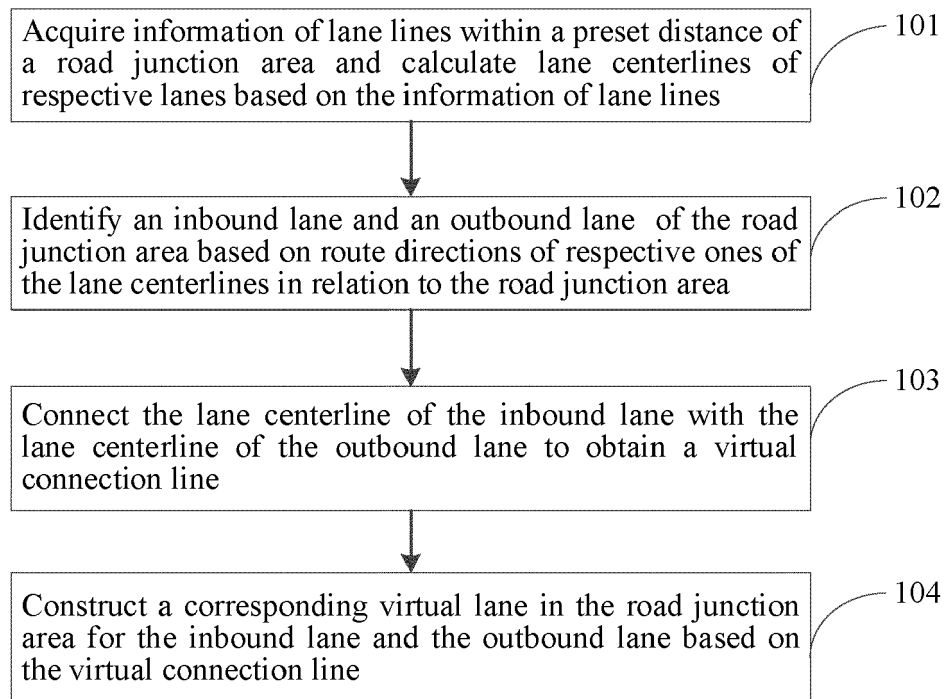 Acquire information of lane lines within a preset distance of
a road junction area and calculate lane centerlines of
respective lanes based on the information of lane lines
101
Identify an inbound lane and an outbound lane of the road
junction area based on route directions of respective ones of
the lane centerlines in relation to the road junction area
102
Connect the lane centerline of the inbound lane with the
lane centerline of the outbound lane to obtain a virtual
connection line
103
Construct a corresponding virtual lane in the road junction
area for the inbound lane and the outbound lane based on
the virtual connection line
104